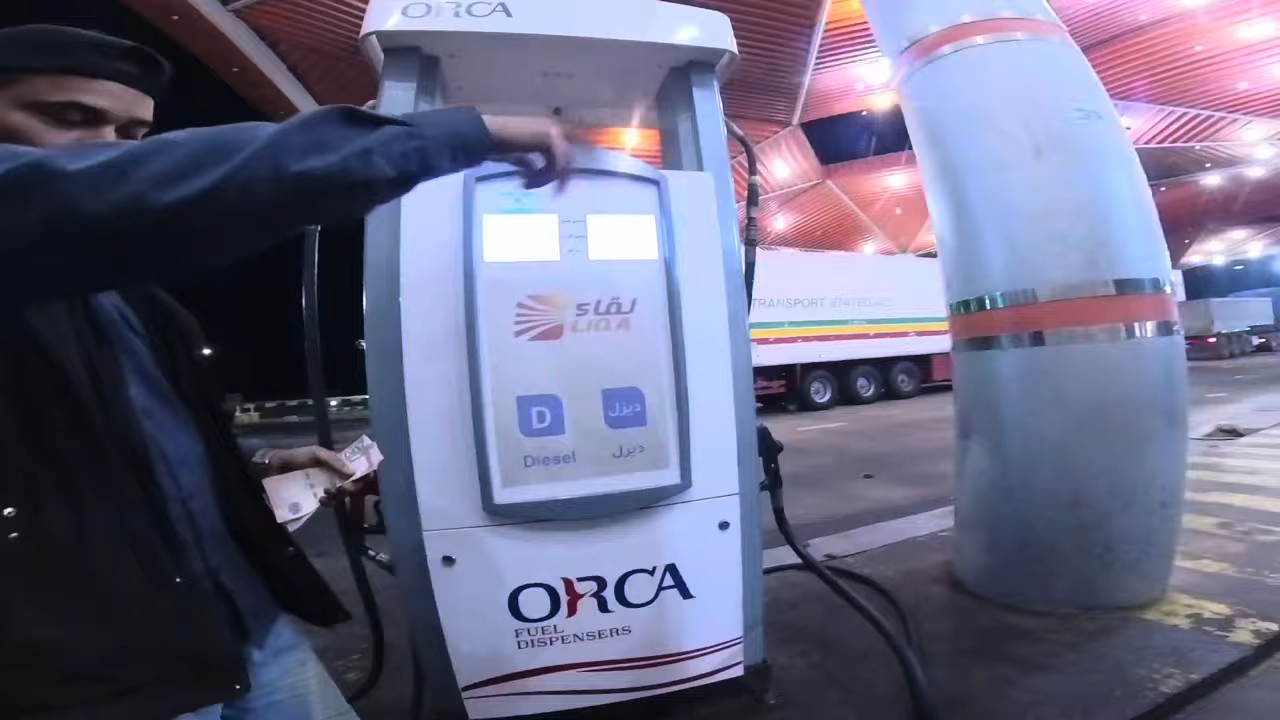 ORCA
لقاء
LIQA
D
ديزل
Diesel
ديزل
TRANSPORT
ORCA
FUEL
DISPENSERS